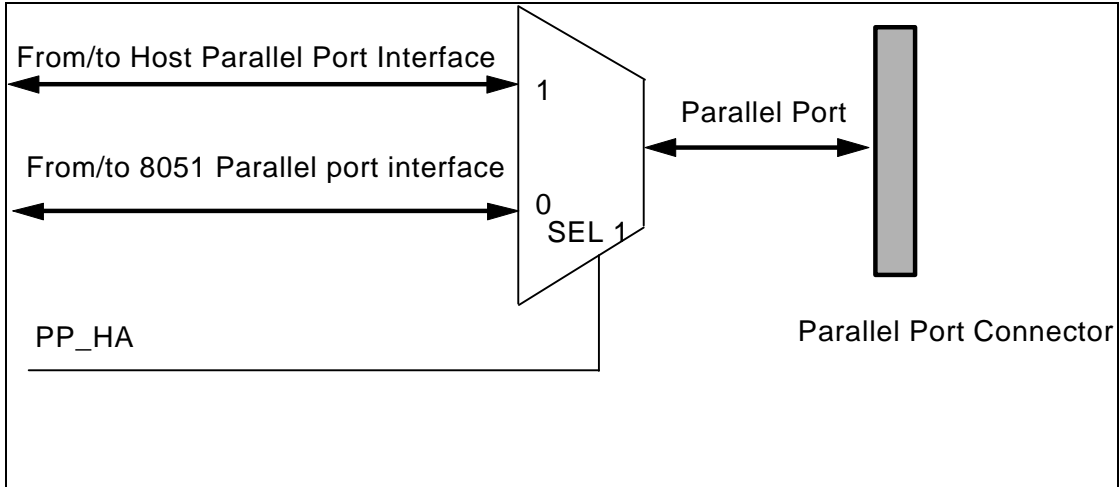 From/to Host Parallel Port Interface
1
Parallel Port
From/to 8051 Parallel port interface
0
SEL 1
PP_HA
Parallel Port Connector